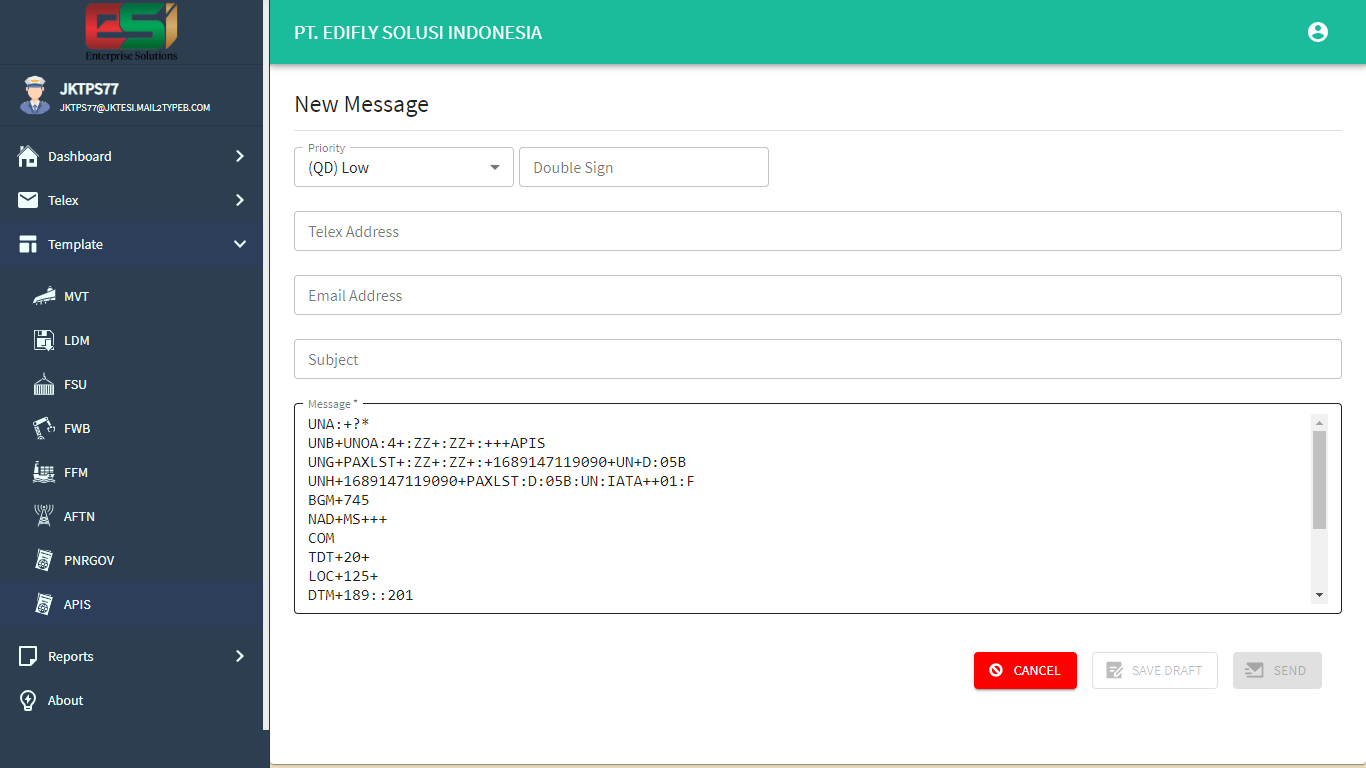 ESi
Enterprise Solutions
JKTPS77
JKTPS77@JKTESI.MAIL2TYPEB.COM
Dashboard
Telex
Template
MVT
LDM
FSU
FWB
FFM
AFTN
PNRGOV
APIS
Reports
About
PT. EDIFLY SOLUSI INDONESIA
New Message
Priority
(QD) Low
Double Sign
Telex Address
Email Address
Subject
Message *
UNA:+?*
UNB+UNOA:4+:ZZ+:ZZ+:+++APIS
UNG+PAXLST+:ZZ+:ZZ+:+1689147119090+UN+D:05B
UNH+1689147119090+PAXLST:D:05B:UN:IATA++01:F
BGM+745
NAD+MS+++
COM
TDT+20+
LOC+125+
DTM+189::201
CANCEL
SAVE DRAFT
SEND